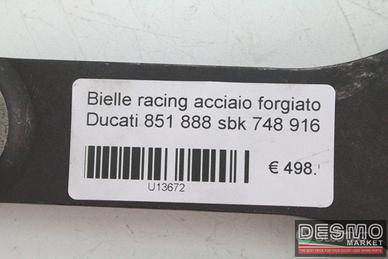 Bielle racing acciaio forgiato
Ducati 851 888 sbk 748 916
€ 498.
U13672
DESMO
MARKET